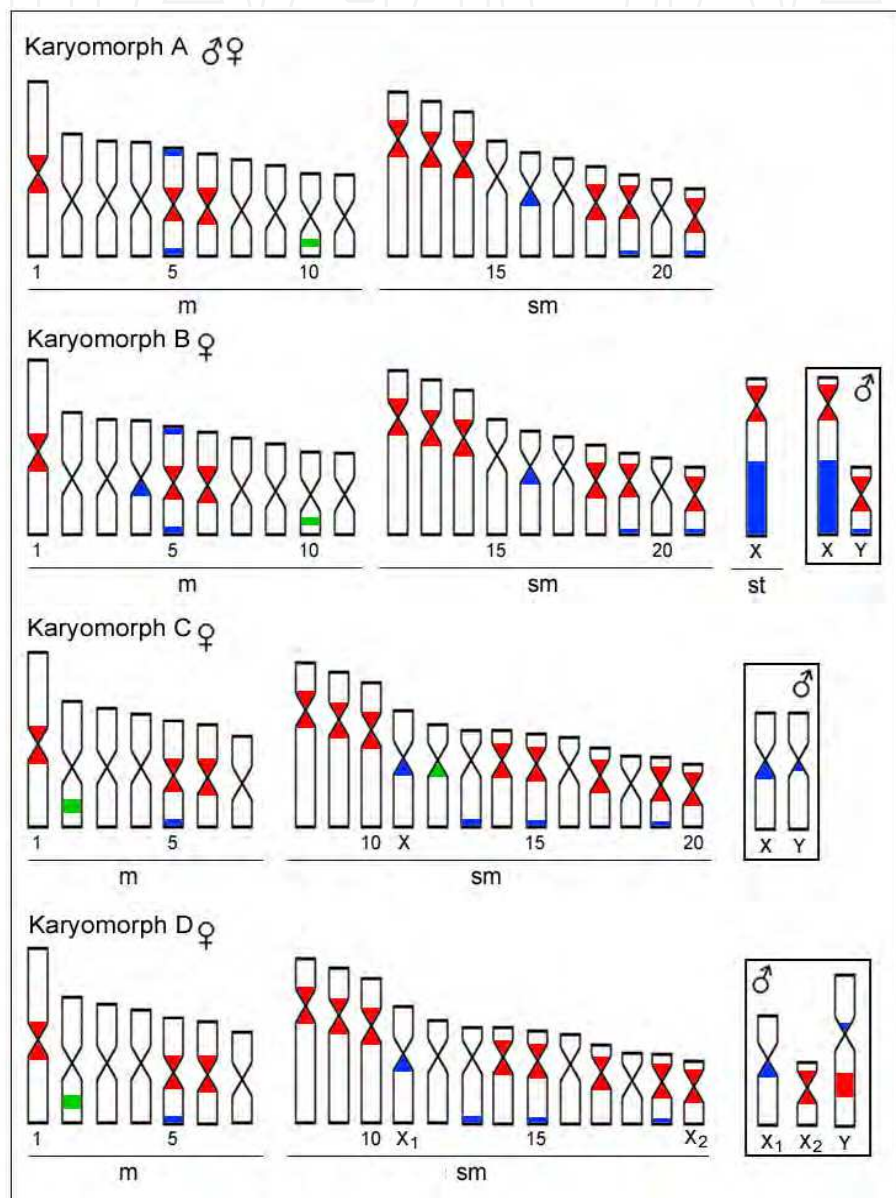 Karyomorph A ♂♀
1 5 10 15 20
m sm
Karyomorph B ♀
♂
1 5 10 15 20 X X Y
m sm st
Karyomorph C ♀
♂
1 5 10 X 15 20 X Y
m sm
Karyomorph D ♀
♂
1 5 10 X₁ 15 X₂ X₁ X₂ Y
m sm